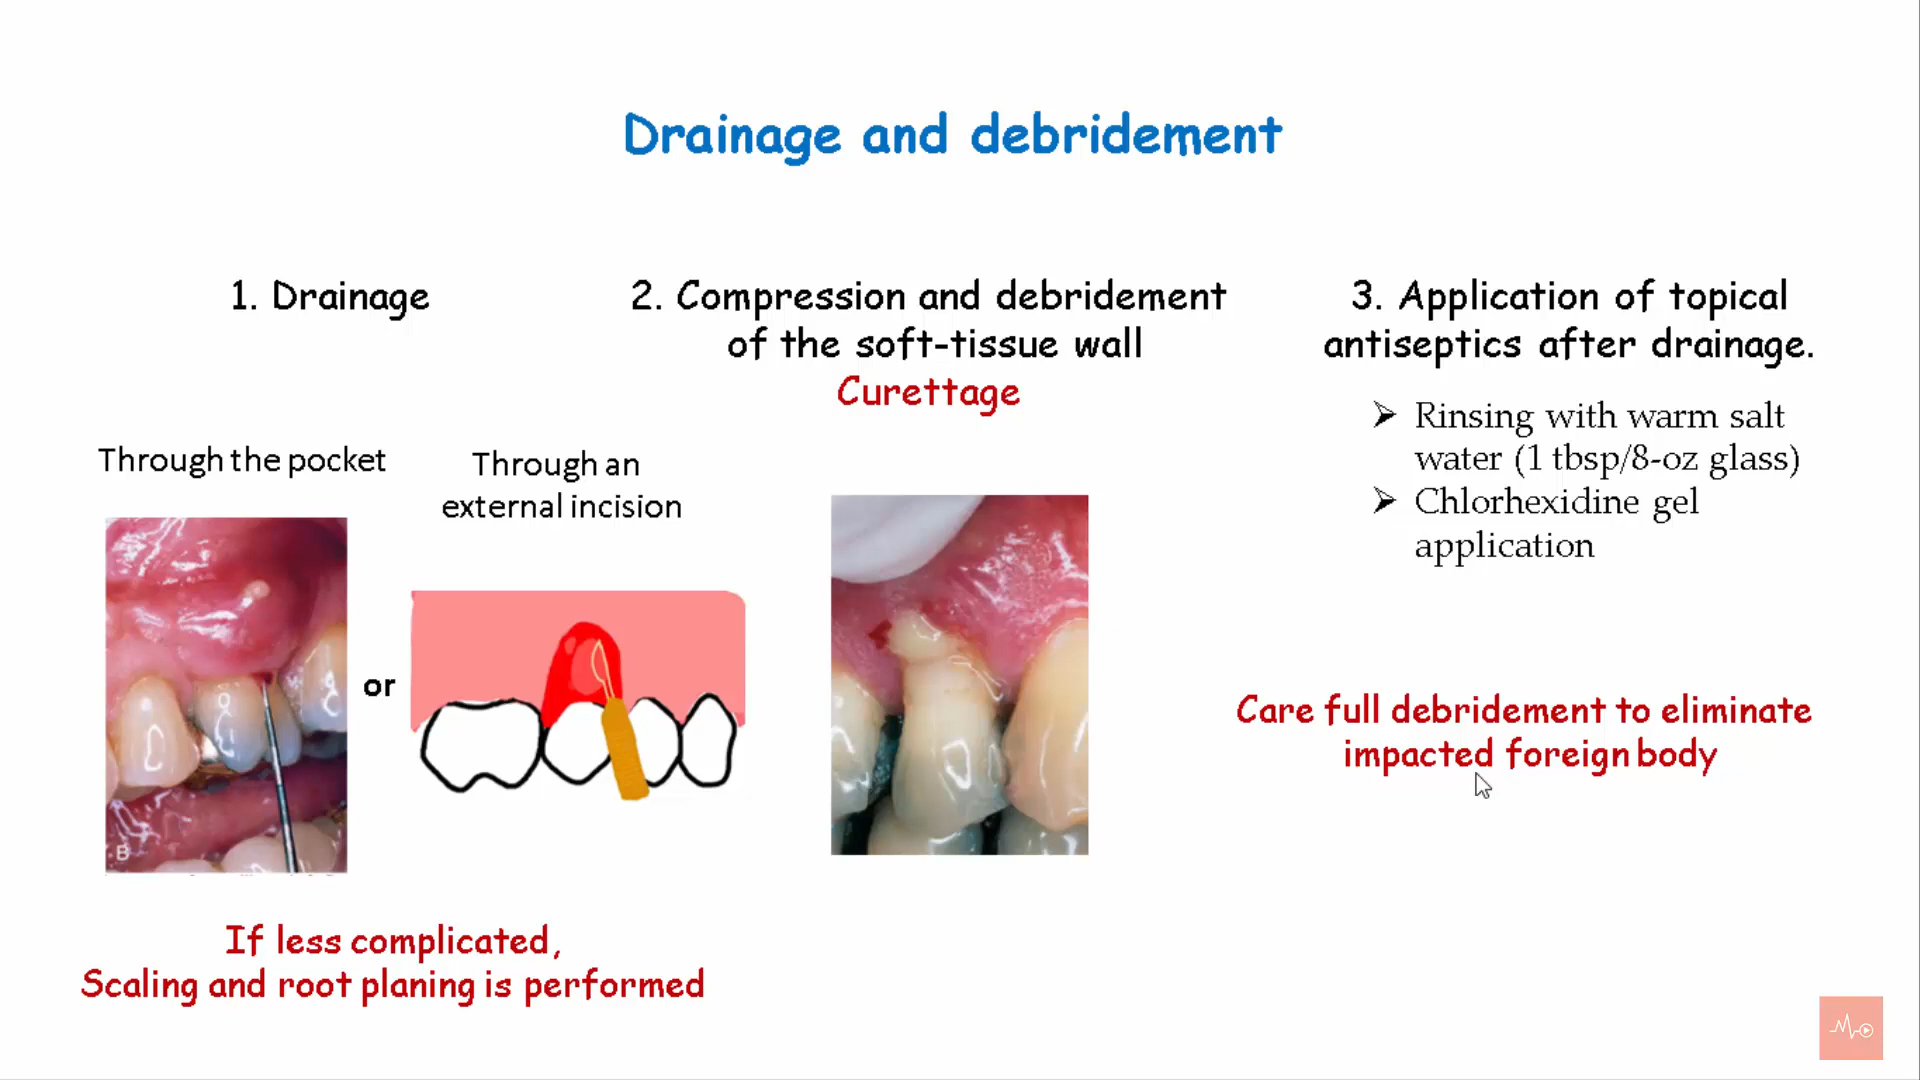 Drainage and debridement
1. Drainage
Through the pocket
Through an
external incision
or
B
If less complicated,
Scaling and root planing is performed
2. Compression and debridement
of the soft-tissue wall
Curettage
3. Application of topical
antiseptics after drainage.
➢ Rinsing with warm salt
water (1 tbsp/8-oz glass)
➢ Chlorhexidine gel
application
Care full debridement to eliminate
impacted foreign body